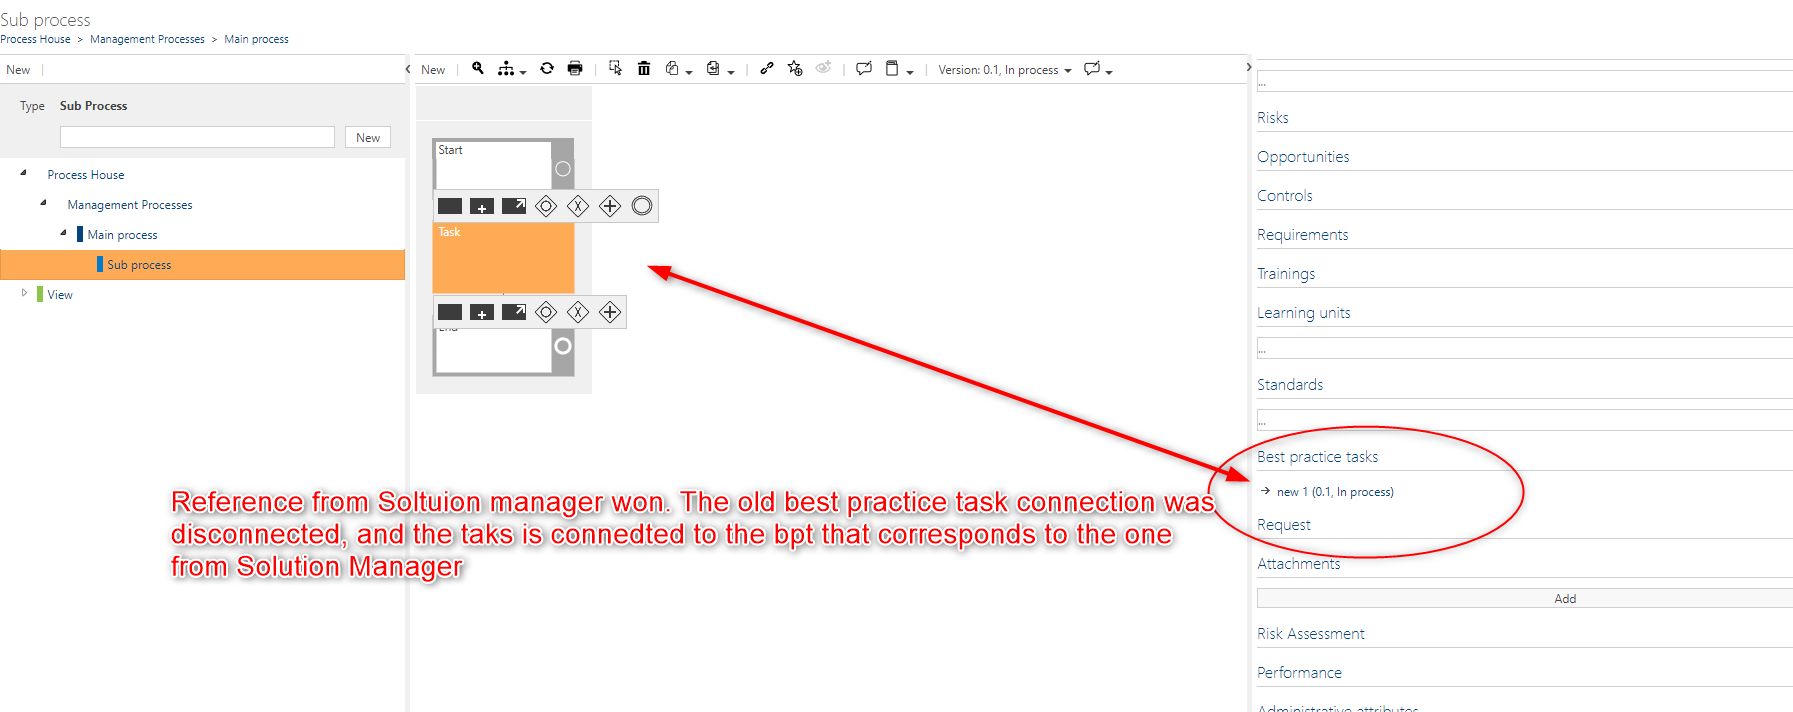 Sub process
Process House > Management Processes > Main process
New
Type Sub Process
New
Process House
Management Processes
Main process
Sub process
View
New
Version: 0.1, In process
Start
Task
End
Reference from Soltuion manager won. The old best practice task connection was
disconnected, and the taks is connedted to the bpt that corresponds to the one
from Solution Manager
...
Risks
Opportunities
Controls
Requirements
Trainings
Learning units
...
Standards
...
Best practice tasks
new 1 (0.1, In process)
Request
Attachments
Add
Risk Assessment
Performance
Administrative attributes